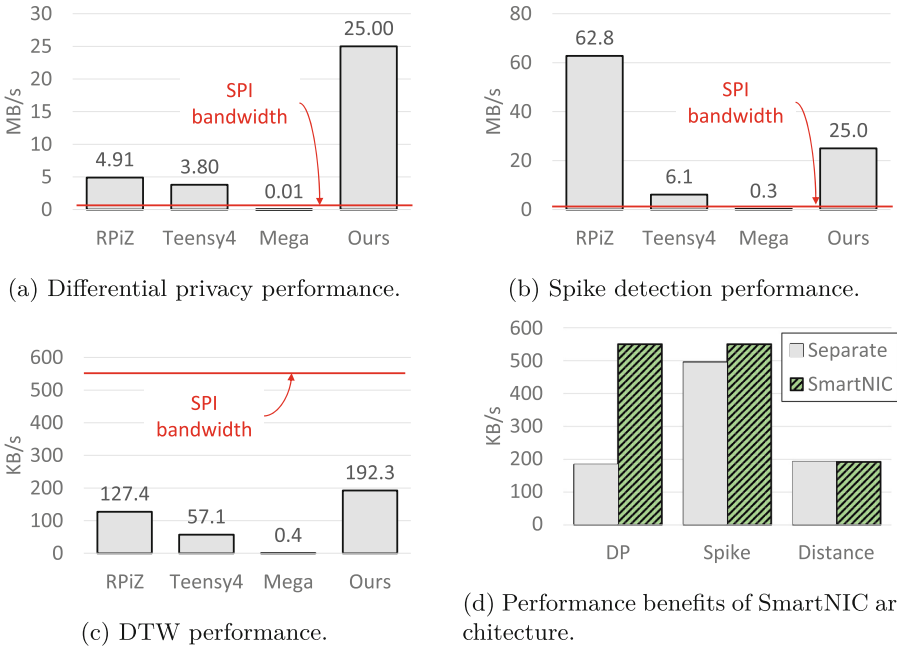 30
25
20
15
10
5
0
MB/s
25.00
SPI
bandwidth
4.91
3.80
0.01
RPiZ Teensy4 Mega Ours
(a) Differential privacy performance.
80
60
40
20
0
MB/s
62.8
SPI
bandwidth
25.0
6.1
0.3
RPiZ Teensy4 Mega Ours
(b) Spike detection performance.
600
500
400
300
200
100
0
KB/s
SPI
bandwidth
192.3
127.4
57.1
0.4
RPiZ Teensy4 Mega Ours
(c) DTW performance.
600
500
400
300
200
100
0
KB/s
Separate
SmartNIC
DP Spike Distance
(d) Performance benefits of SmartNIC ar
chitecture.